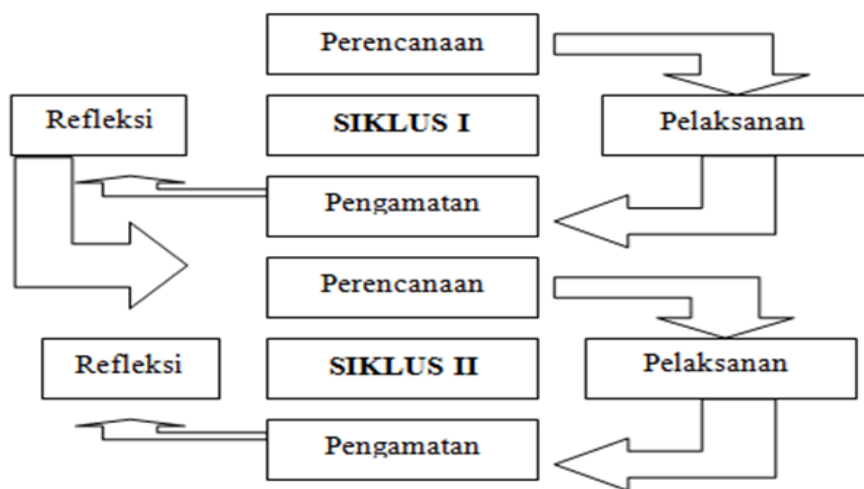 Perencanaan
Refleksi
SIKLUS I
Pelaksanan
Pengamatan
Perencanaan
Refleksi
SIKLUS II
Pelaksanan
Pengamatan